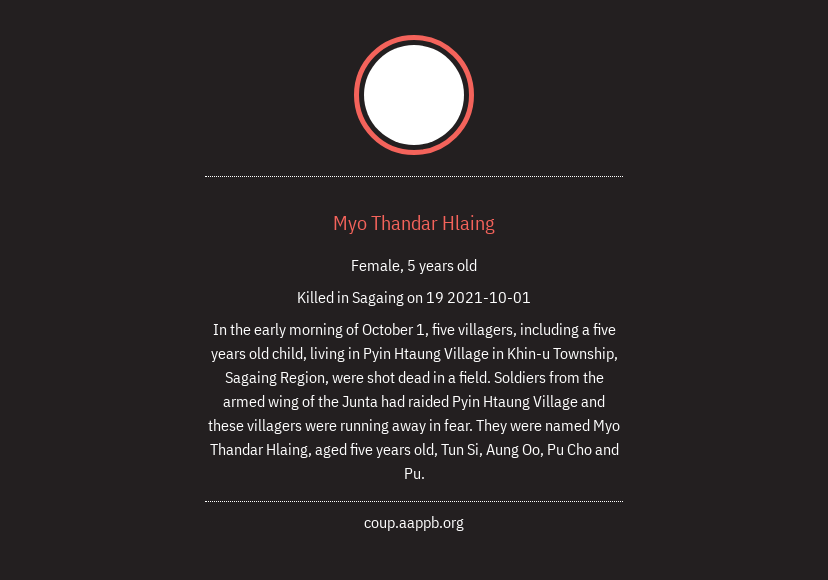 Myo Thandar Hlaing
Female, 5 years old
Killed in Sagaing on 19 2021-10-01
In the early morning of October 1, five villagers, including a five
years old child, living in Pyin Htaung Village in Khin-u Township,
Sagaing Region, were shot dead in a field. Soldiers from the
armed wing of the Junta had raided Pyin Htaung Village and
these villagers were running away in fear. They were named Myo
Thandar Hlaing, aged five years old, Tun Si, Aung Oo, Pu Cho and
Pu.
coup.aappb.org